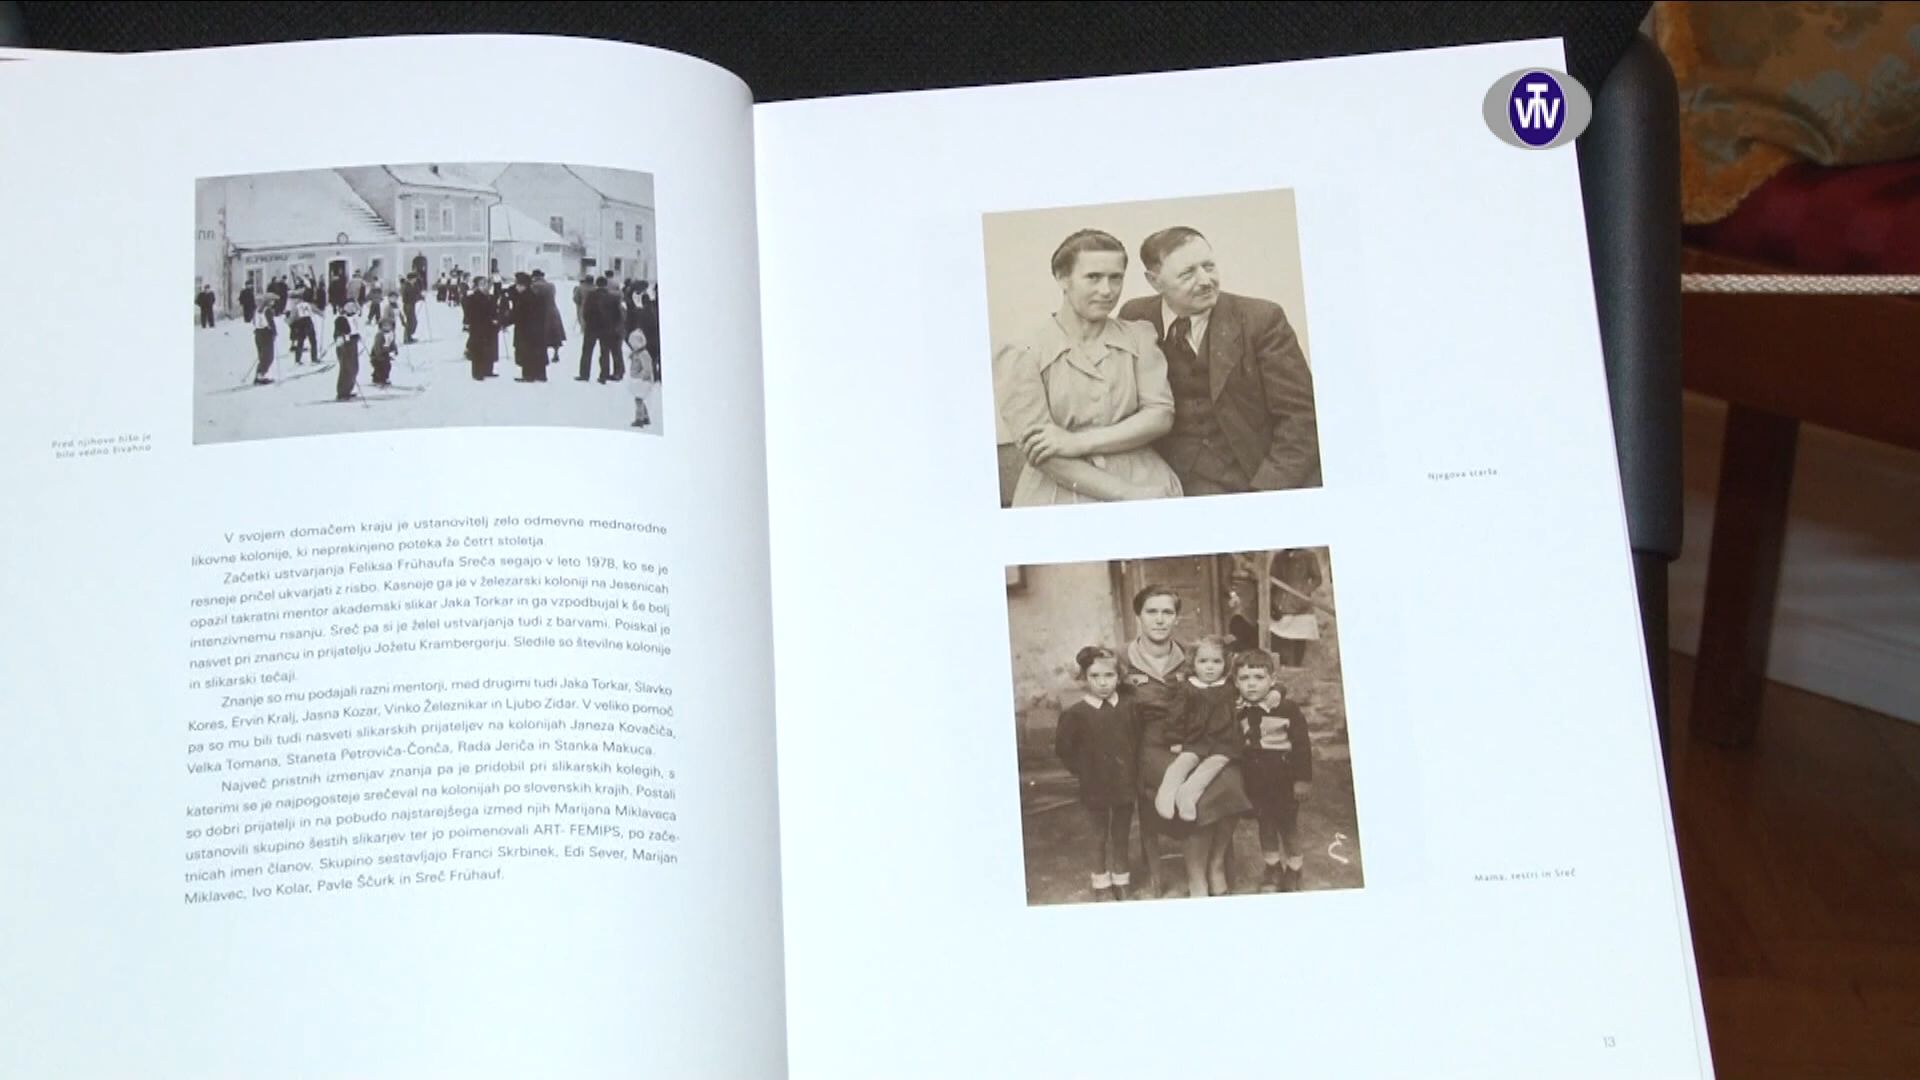 Pred njihovo hišo je
bilo vedno živahno
V svojem domačem kraju je ustanovitelj zelo odmevne mednarodne
likovne kolonije, ki neprekinjeno poteka že četrt stoletja.
Začetki ustvarjanja Feliksa Frühaufa Sreča segajo v leto 1978, ko se je
resneje pričel ukvarjati z risbo. Kasneje ga je v železarski koloniji na Jesenicah
opazil takratni mentor akademski slikar Jaka Torkar in ga vzpodbujal k še bolj
intenzivnemu risanju. Sreč pa si je želel ustvarjanja tudi z barvami. Poiskal je
nasvet pri znancu in prijatelju Jožetu Krambergerju. Sledile so številne kolonije
in slikarski tečaji.
Znanje so mu podajali razni mentorji, med drugimi tudi Jaka Torkar, Slavko
Kores, Ervin Kralj, Jasna Kozar, Vinko Železnikar in Ljubo Zidar. V veliko pomoč
pa so mu bili tudi nasveti slikarskih prijateljev na kolonijah Janeza Kovačiča,
Velka Tomana, Staneta Petroviča-Čonča, Rada Jeriča in Stanka Makuca.
Največ pristnih izmenjav znanja pa je pridobil pri slikarskih kolegih, s
katerimi se je najpogosteje srečeval na kolonijah po slovenskih krajih. Postali
so dobri prijatelji in na pobudo najstarejšega izmed njih Marijana Miklavca
ustanovili skupino šestih slikarjev ter jo poimenovali ART- FEMIPS, po zače-
tnicah imen članov. Skupino sestavljajo Franci Skrbinek, Edi Sever, Marijan
Miklavec, Ivo Kolar, Pavle Ščurk in Sreč Frühauf.
VTV
Njegova starša
Mama, sestri in Sreč
13